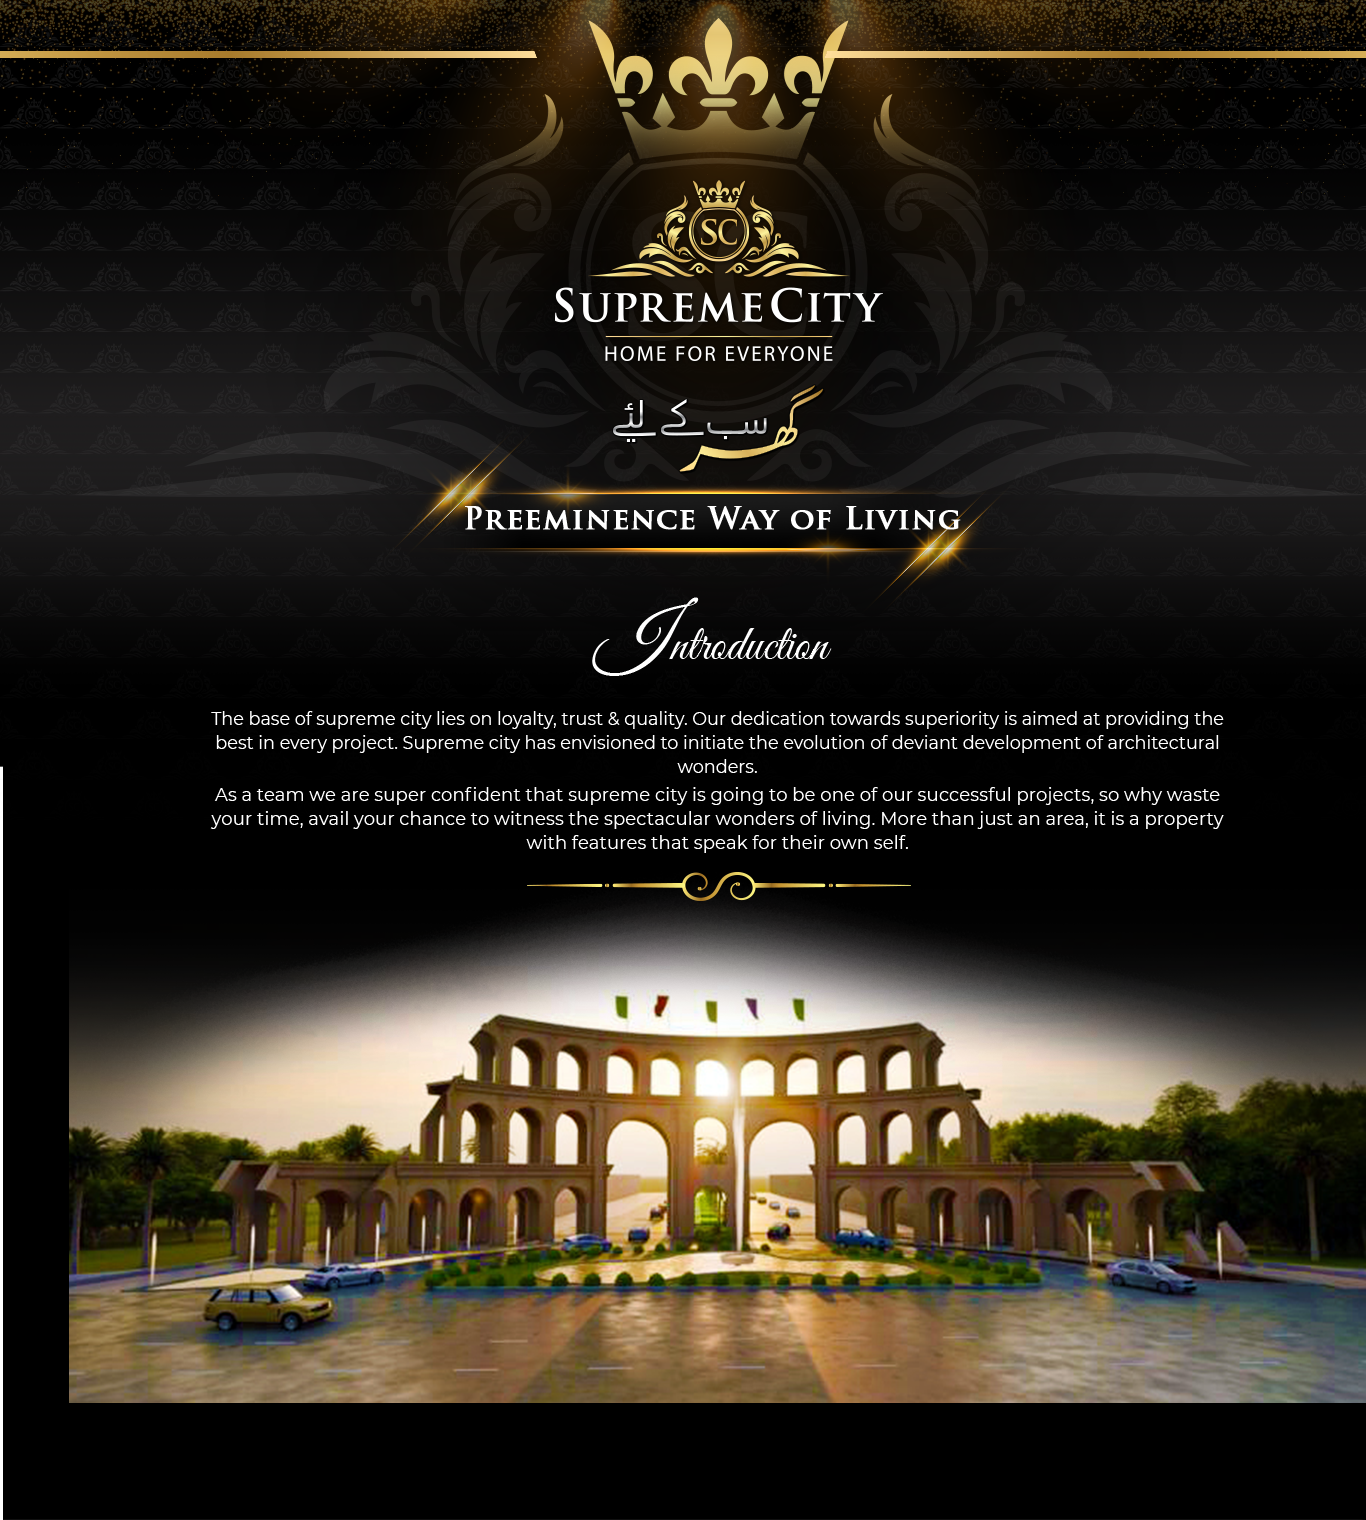 SC
SUPREME CITY
HOME FOR EVERYONE
گھر سب کے لئے
PREEMINENCE WAY OF LIVING
Introduction
The base of supreme city lies on loyalty, trust & quality. Our dedication towards superiority is aimed at providing the
best in every project. Supreme city has envisioned to initiate the evolution of deviant development of architectural
wonders.
As a team we are super confident that supreme city is going to be one of our successful projects, so why waste
your time, avail your chance to witness the spectacular wonders of living. More than just an area, it is a property
with features that speak for their own self.